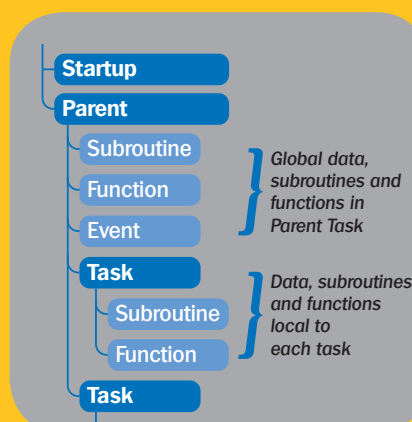 Startup
Parent
Subroutine
Function
Event
Global data,
subroutines and
functions in
Parent Task
Task
Subroutine
Function
Data, subroutines
and functions
local to
each task
Task